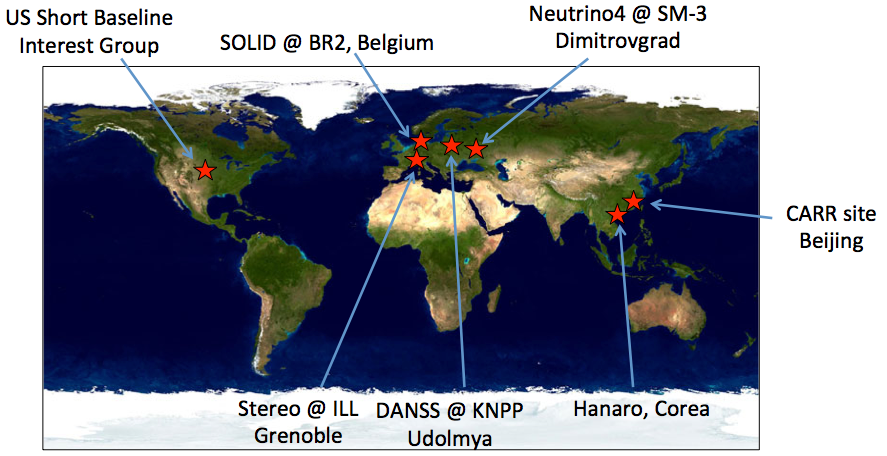 US Short Baseline
Interest Group
SOLID @ BR2, Belgium
Neutrino4 @ SM-3
Dimitrovgrad
CARR site
Beijing
Stereo @ ILL
Grenoble
DANSS @ KNPP
Udolmya
Hanaro, Corea